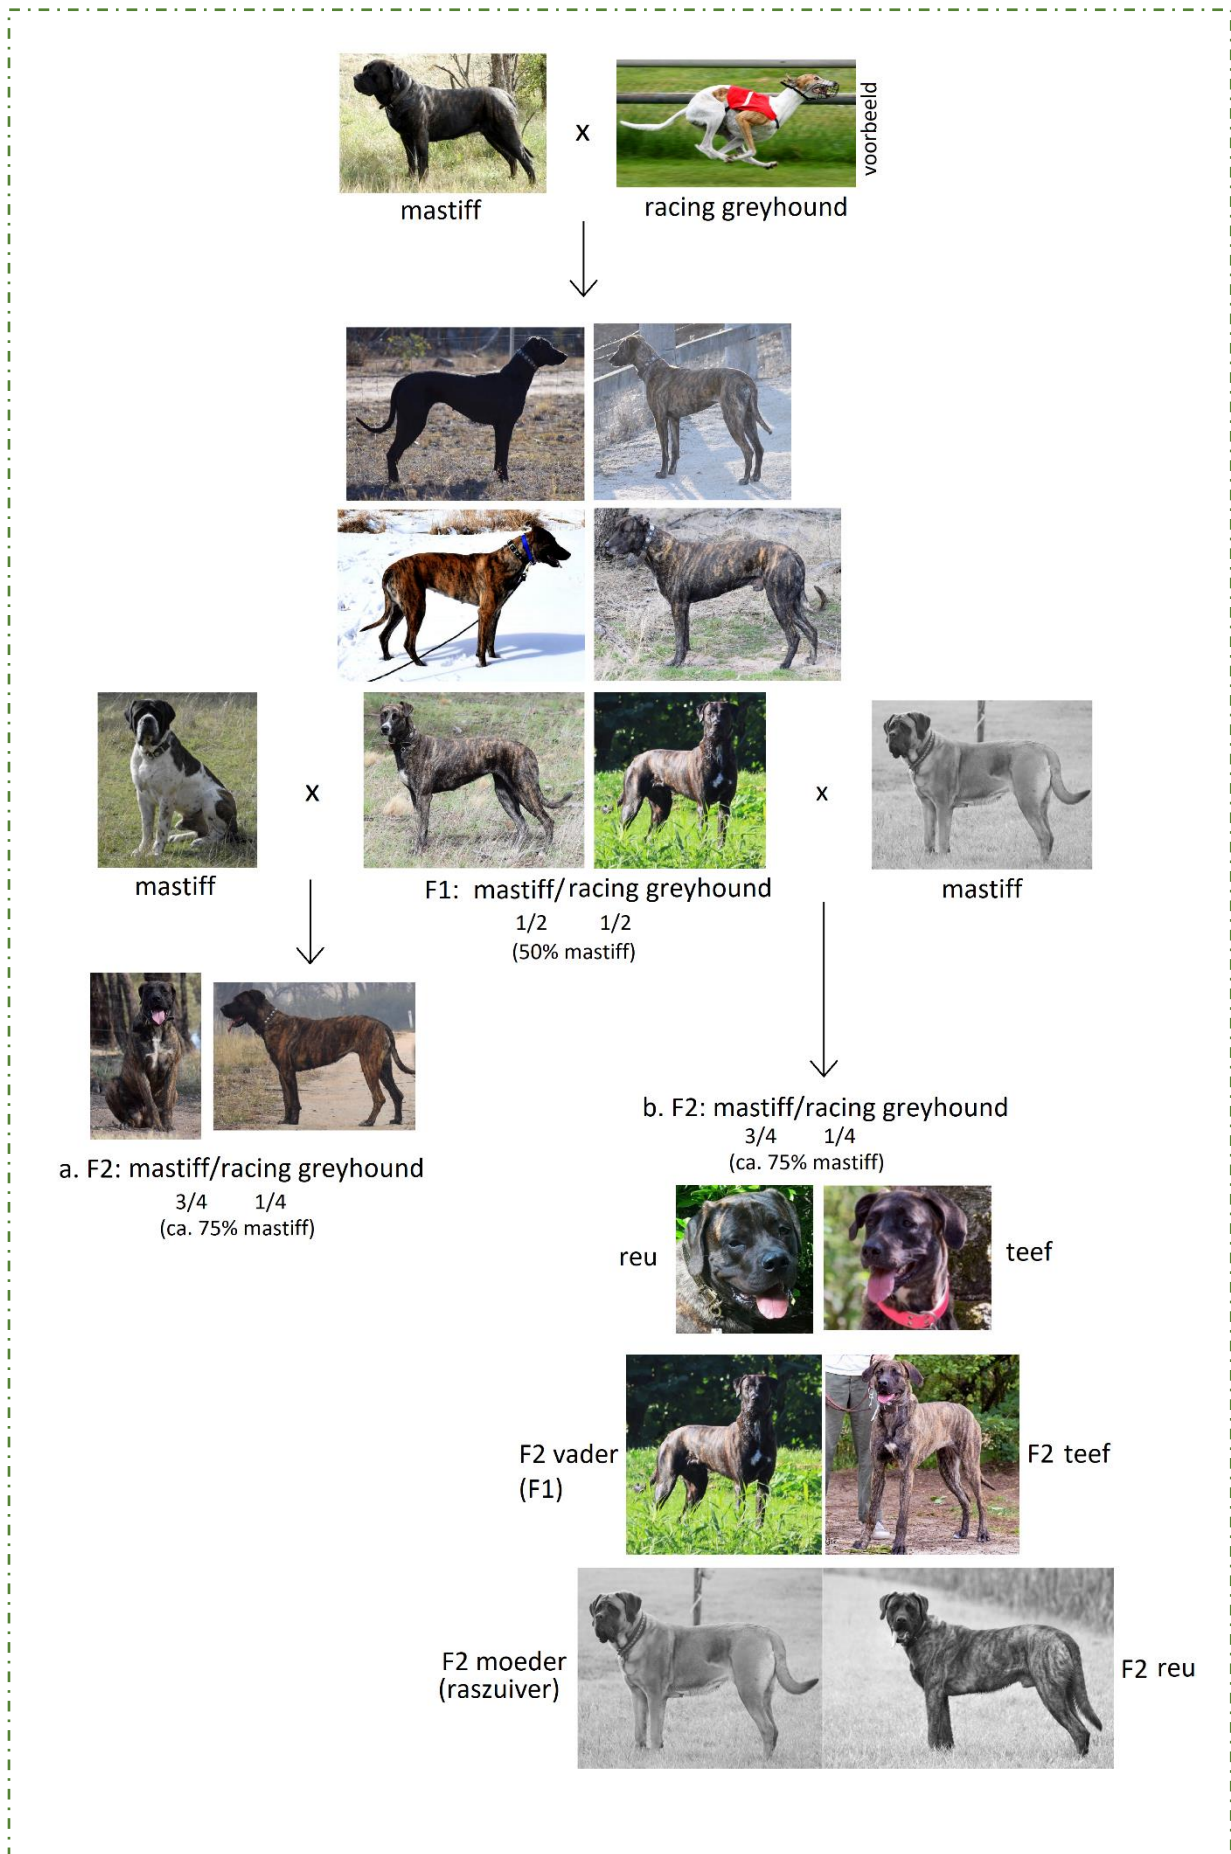 x
voorbeeld
mastiff
racing greyhound
x
x
mastiff
F1: mastiff/racing greyhound
1/2 1/2
(50% mastiff)
mastiff
a. F2: mastiff/racing greyhound
3/4 1/4
(ca. 75% mastiff)
b. F2: mastiff/racing greyhound
3/4 1/4
(ca. 75% mastiff)
reu
teef
F2 vader
(F1)
F2 teef
F2 moeder
(raszuiver)
F2 reu